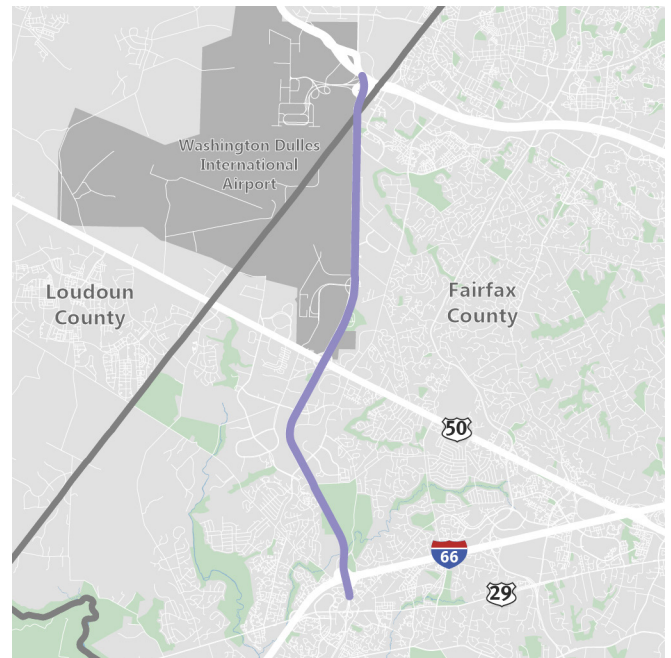 Washington Dulles
International
Airport
Loudoun
County
Fairfax
County
50
66
29